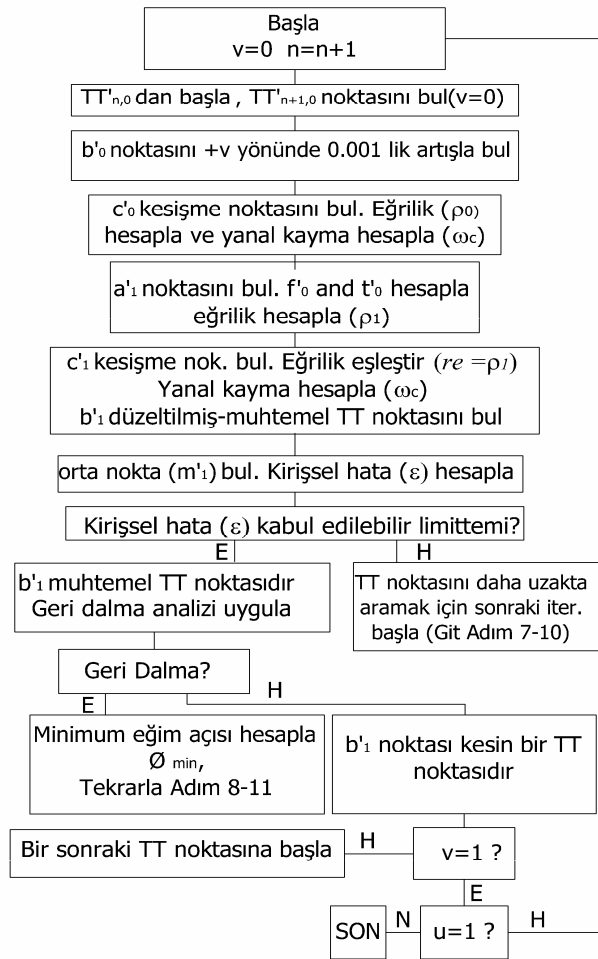 Başla
v=0 n=n+1
TT'n,0 dan başla , TT'n+1,0 noktasını bul(v=0)
b'0 noktasını +v yönünde 0.001 lik artışla bul
c'0 kesişme noktasını bul. Eğrilik (ρ0)
hesapla ve yanal kayma hesapla (ωc)
a'1 noktasını bul. f'0 and t'0 hesapla
eğrilik hesapla (ρ1)
c'1 kesişme nok. bul. Eğrilik eşleştir (re =ρ1)
Yanal kayma hesapla (ωc)
b'1 düzeltilmiş-muhtemel TT noktasını bul
orta nokta (m'1) bul. Kirişsel hata (ε) hesapla
Kirişsel hata (ε) kabul edilebilir limittemi?
E
H
b'1 muhtemel TT noktasıdır
Geri dalma analizi uygula
TT noktasını daha uzakta
aramak için sonraki iter.
başla (Git Adım 7-10)
Geri Dalma?
E
H
Minimum eğim açısı hesapla
Ø min,
Tekrarla Adım 8-11
b'1 noktası kesin bir TT
noktasıdır
Bir sonraki TT noktasına başla
H
v=1 ?
E
SON
N
u=1 ?
H